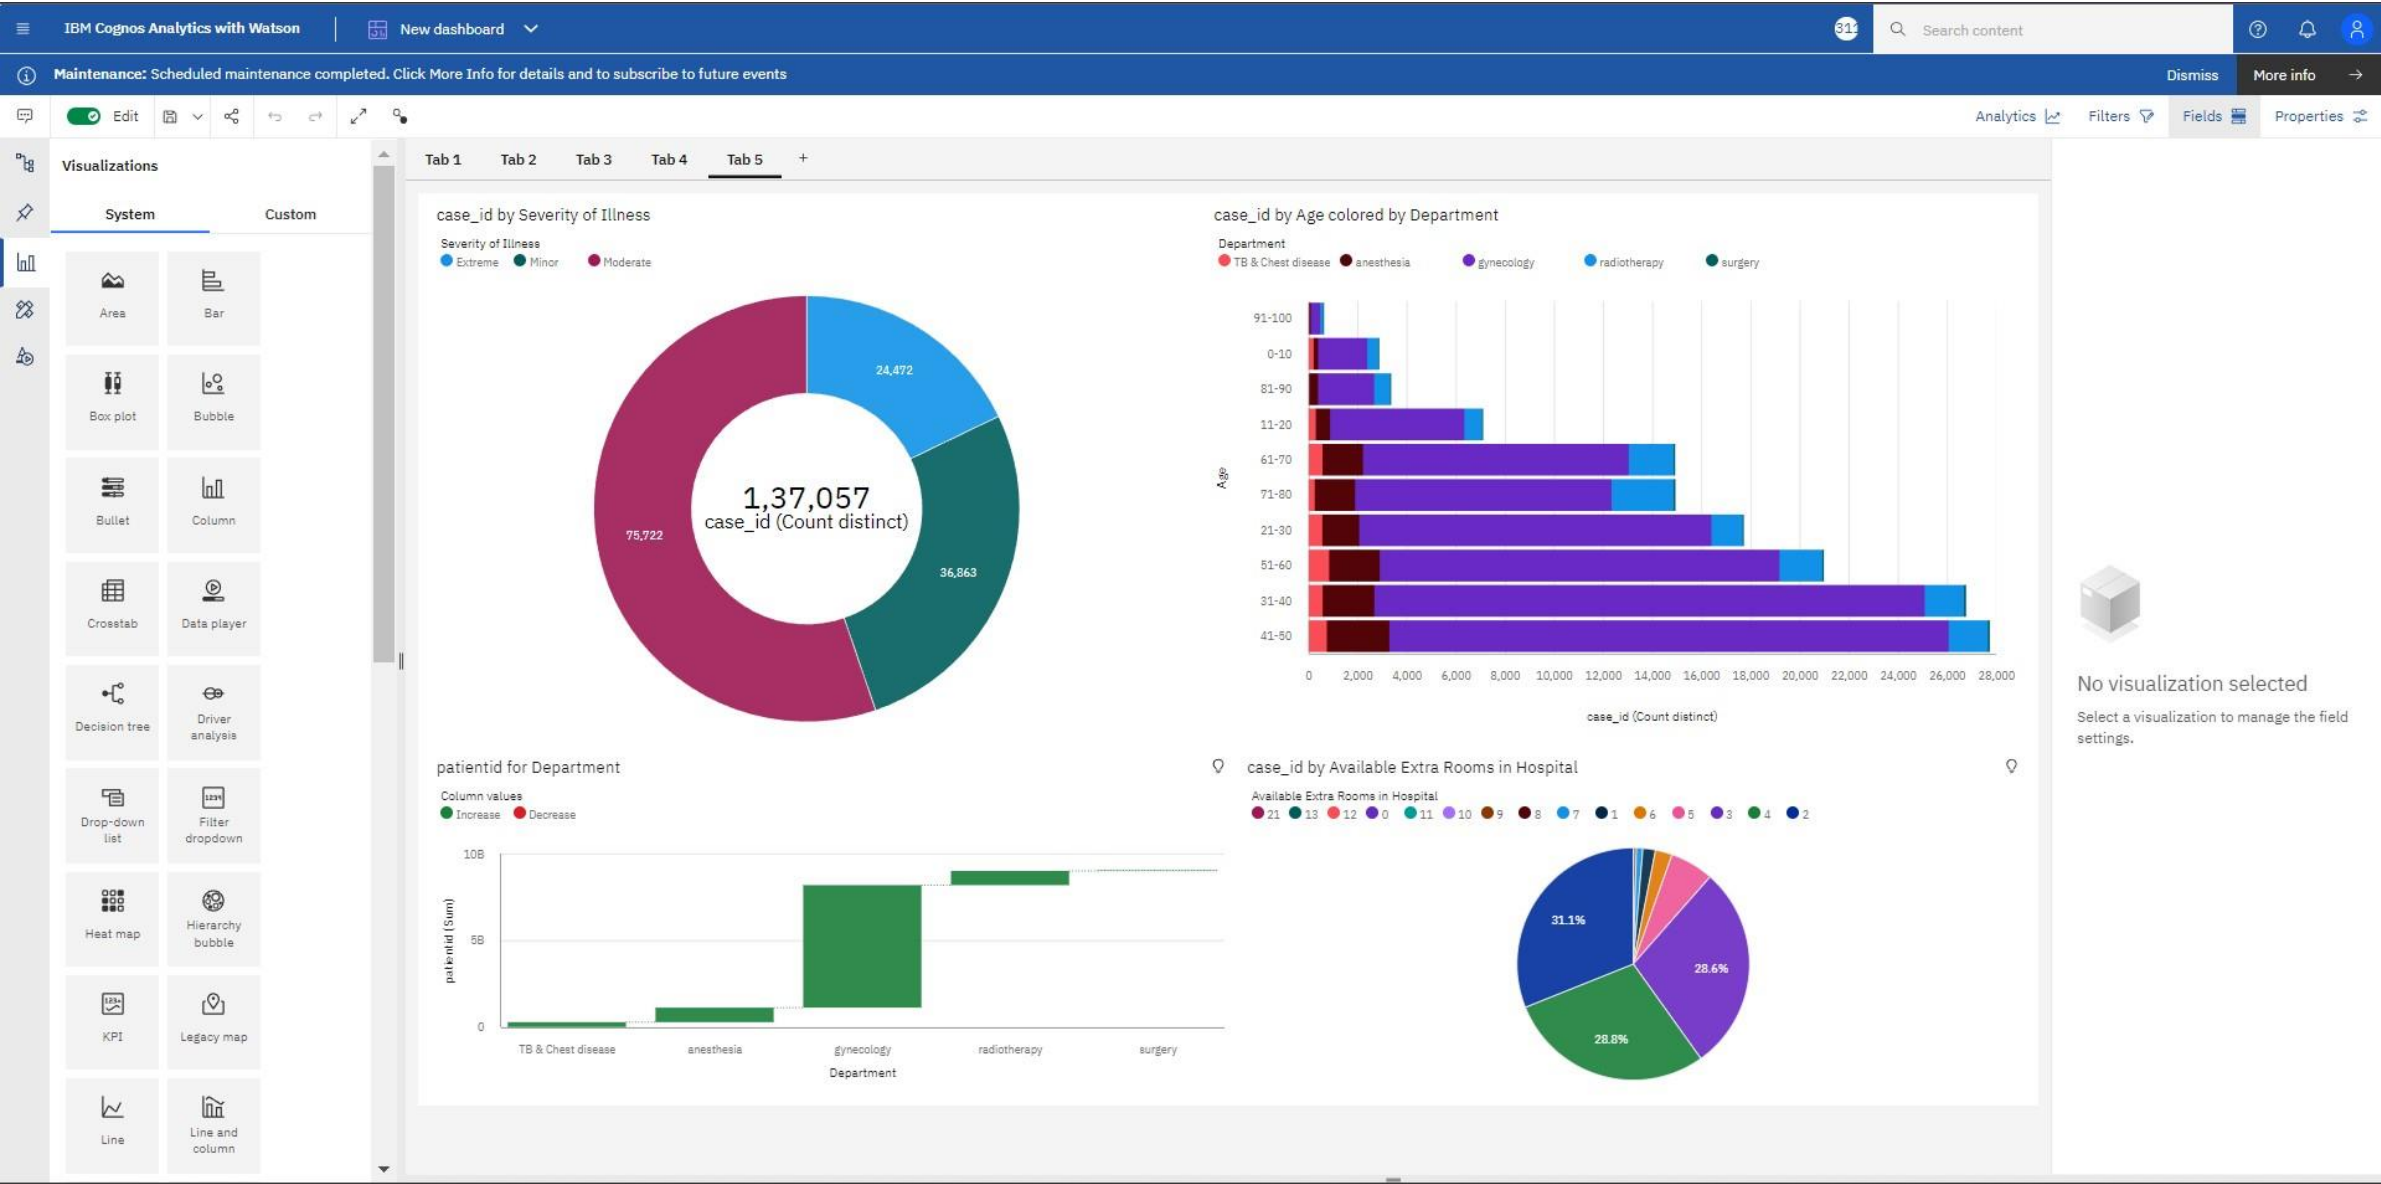 IBM Cognos Analytics with Watson
New dashboard
311
Search content
Maintenance: Scheduled maintenance completed. Click More Info for details and to subscribe to future events
Dismiss
More info
Edit
Analytics
Filters
Fields
Properties
Visualizations
System
Custom
Area
Bar
Box plot
Bubble
Bullet
Column
Crosstab
Data player
Decision tree
Driver
analysis
Drop-down
list
Filter
dropdown
Heat map
Hierarchy
bubble
KPI
Legacy map
Line
Line and
column
Tab 1
Tab 2
Tab 3
Tab 4
Tab 5
case_id by Severity of Illness
Severity of Illness
Extreme Minor Moderate
24,472
36,863
75,722
1,37,057
case_id (Count distinct)
case_id by Age colored by Department
Department
TB & Chest disease anesthesia gynecology radiotherapy surgery
Age
91-100
0-10
81-90
11-20
61-70
71-80
21-30
51-60
31-40
41-50
0 2,000 4,000 6,000 8,000 10,000 12,000 14,000 16,000 18,000 20,000 22,000 24,000 26,000 28,000
case_id (Count distinct)
patientid for Department
Column values
Increase Decrease
patientid (Sum)
10B
5B
0
TB & Chest disease anesthesia gynecology radiotherapy surgery
Department
case_id by Available Extra Rooms in Hospital
Available Extra Rooms in Hospital
21 13 12 0 11 10 9 8 7 1 6 5 3 4 2
31.1%
28.6%
28.8%
No visualization selected
Select a visualization to manage the field
settings.